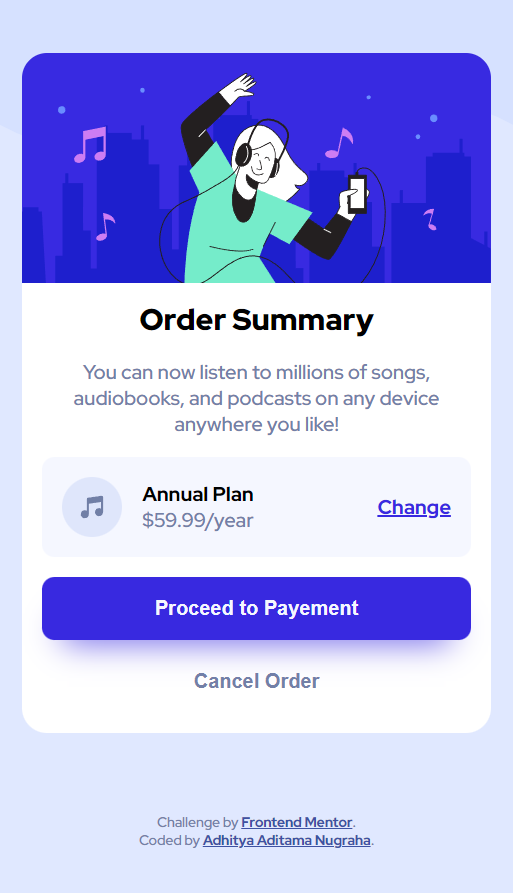 Order Summary
You can now listen to millions of songs,
audiobooks, and podcasts on any device
anywhere you like!
Annual Plan
$59.99/year
Change
Proceed to Payement
Cancel Order
Challenge by Frontend Mentor.
Coded by Adhitya Aditama Nugraha.